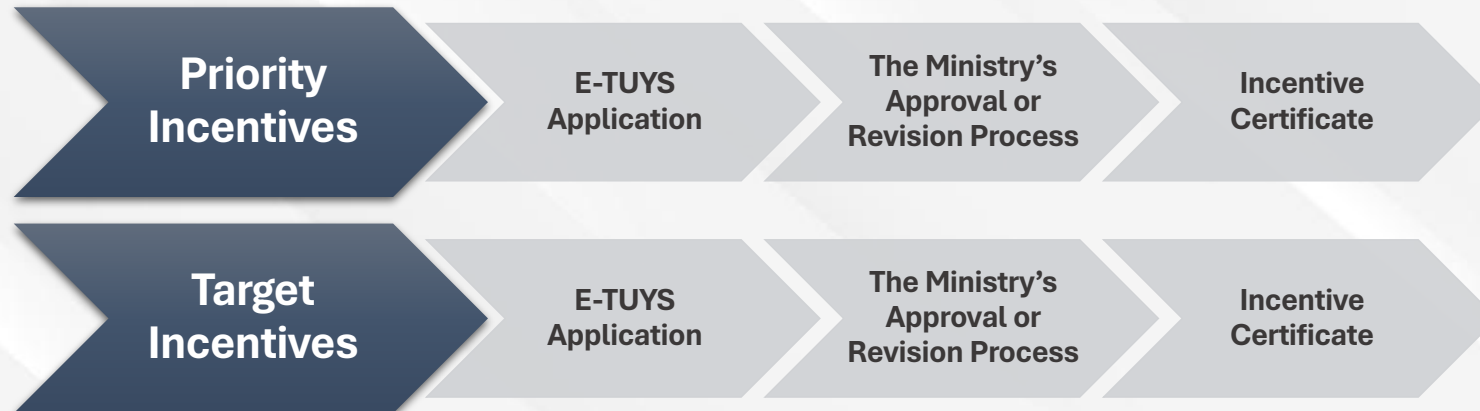 Priority
Incentives
E-TUYS
Application
The Ministry’s
Approval or
Revision Process
Incentive
Certificate
Target
Incentives
E-TUYS
Application
The Ministry’s
Approval or
Revision Process
Incentive
Certificate